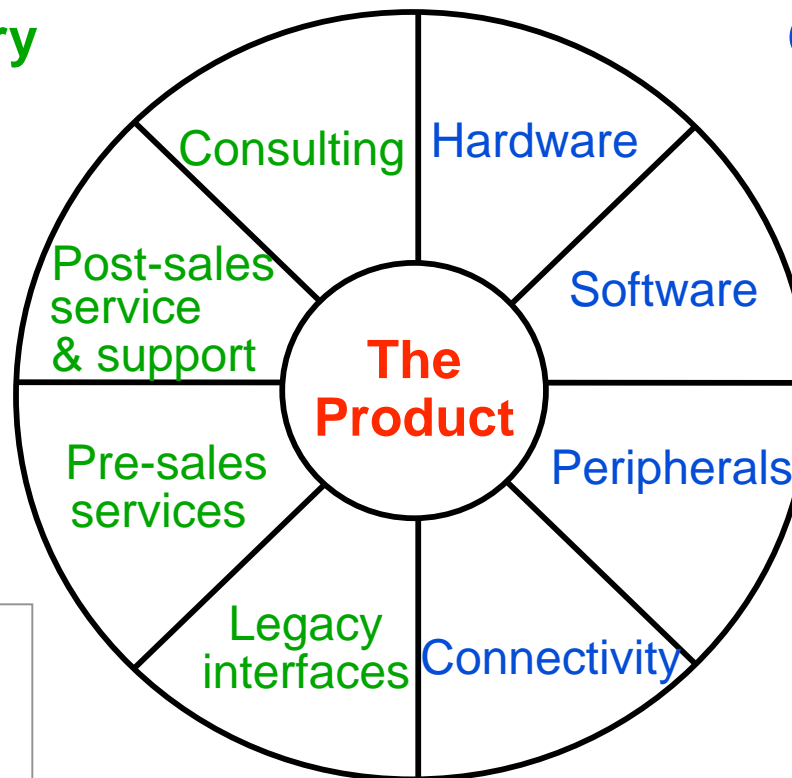 ry
Consulting
Hardware
Post-sales
service
& support
Software
The
Product
Pre-sales
services
Peripherals
Legacy
interfaces
Connectivity